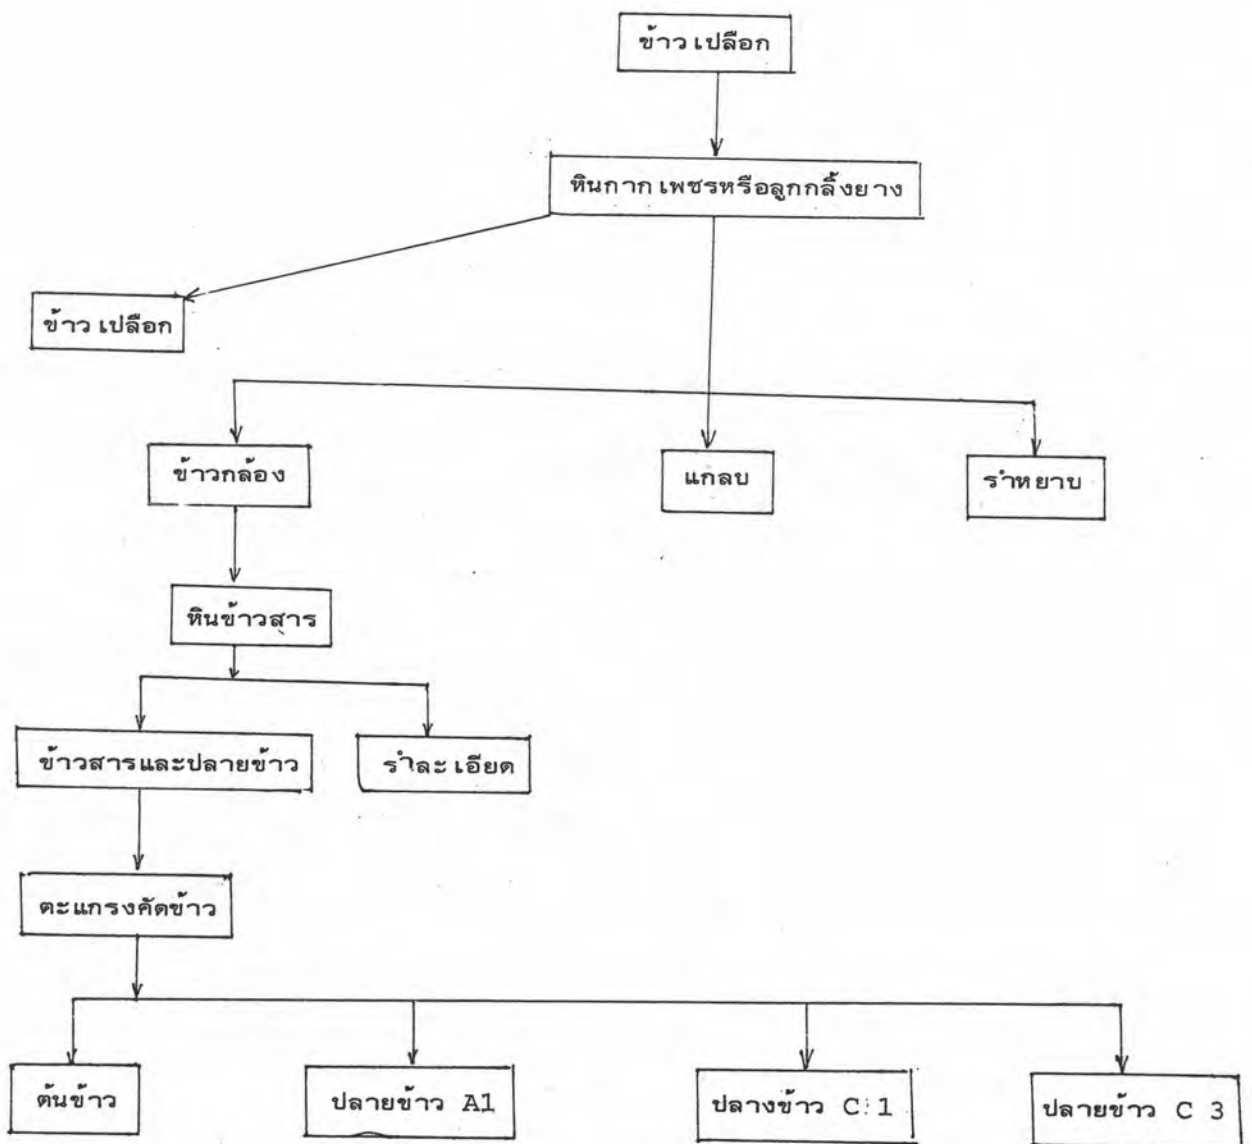 ข้าวเปลือก
หินกากเพชรหรือลูกกลิ้งยาง
ข้าวเปลือก
ข้าวกล้อง
แกลบ
รำหยาบ
หินข้าวสาร
ข้าวสารและปลายข้าว
รำละเอียด
ตะแกรงคัดข้าว
ต้นข้าว
ปลายข้าว A1
ปลางข้าว C 1
ปลายข้าว C 3